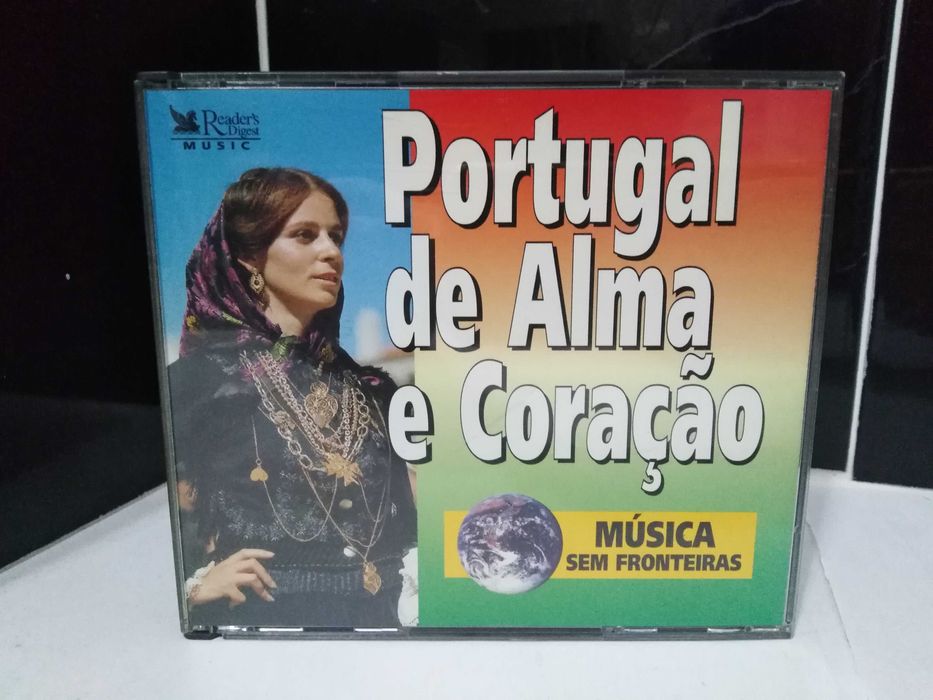 Reader's
Digest
MUSIC
Portugal
de Alma
e Coração
MÚSICA
SEM FRONTEIRAS